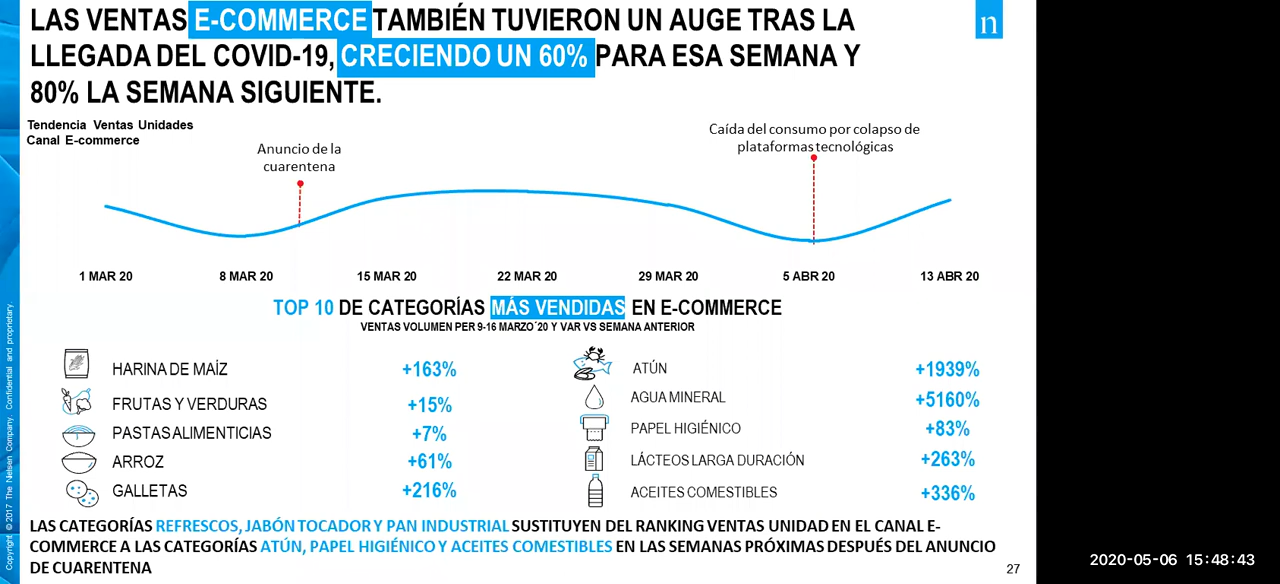 LAS VENTAS E-COMMERCE TAMBIÉN TUVIERON UN AUGE TRAS LA
LLEGADA DEL COVID-19, CRECIENDO UN 60% PARA ESA SEMANA Y
80% LA SEMANA SIGUIENTE.
n
Tendencia Ventas Unidades
Canal E-commerce
Anuncio de la
cuarentena
Caída del consumo por colapso de
plataformas tecnológicas
1 MAR 20
8 MAR 20
15 MAR 20
22 MAR 20
29 MAR 20
5 ABR 20
13 ABR 20
TOP 10 DE CATEGORÍAS MÁS VENDIDAS EN E-COMMERCE
VENTAS VOLUMEN PER 9-16 MARZO´20 Y VAR VS SEMANA ANTERIOR
HARINA DE MAÍZ +163%
FRUTAS Y VERDURAS +15%
PASTAS ALIMENTICIAS +7%
ARROZ +61%
GALLETAS +216%
ATÚN +1939%
AGUA MINERAL +5160%
PAPEL HIGIÉNICO +83%
LÁCTEOS LARGA DURACIÓN +263%
ACEITES COMESTIBLES +336%
LAS CATEGORÍAS REFRESCOS, JABÓN TOCADOR Y PAN INDUSTRIAL SUSTITUYEN DEL RANKING VENTAS UNIDAD EN EL CANAL E-
COMMERCE A LAS CATEGORÍAS ATÚN, PAPEL HIGIÉNICO Y ACEITES COMESTIBLES EN LAS SEMANAS PRÓXIMAS DESPUÉS DEL ANUNCIO
DE CUARENTENA
27
Copyright © 2017 The Nielsen Company. Confidential and proprietary.
2020-05-06 15:48:43